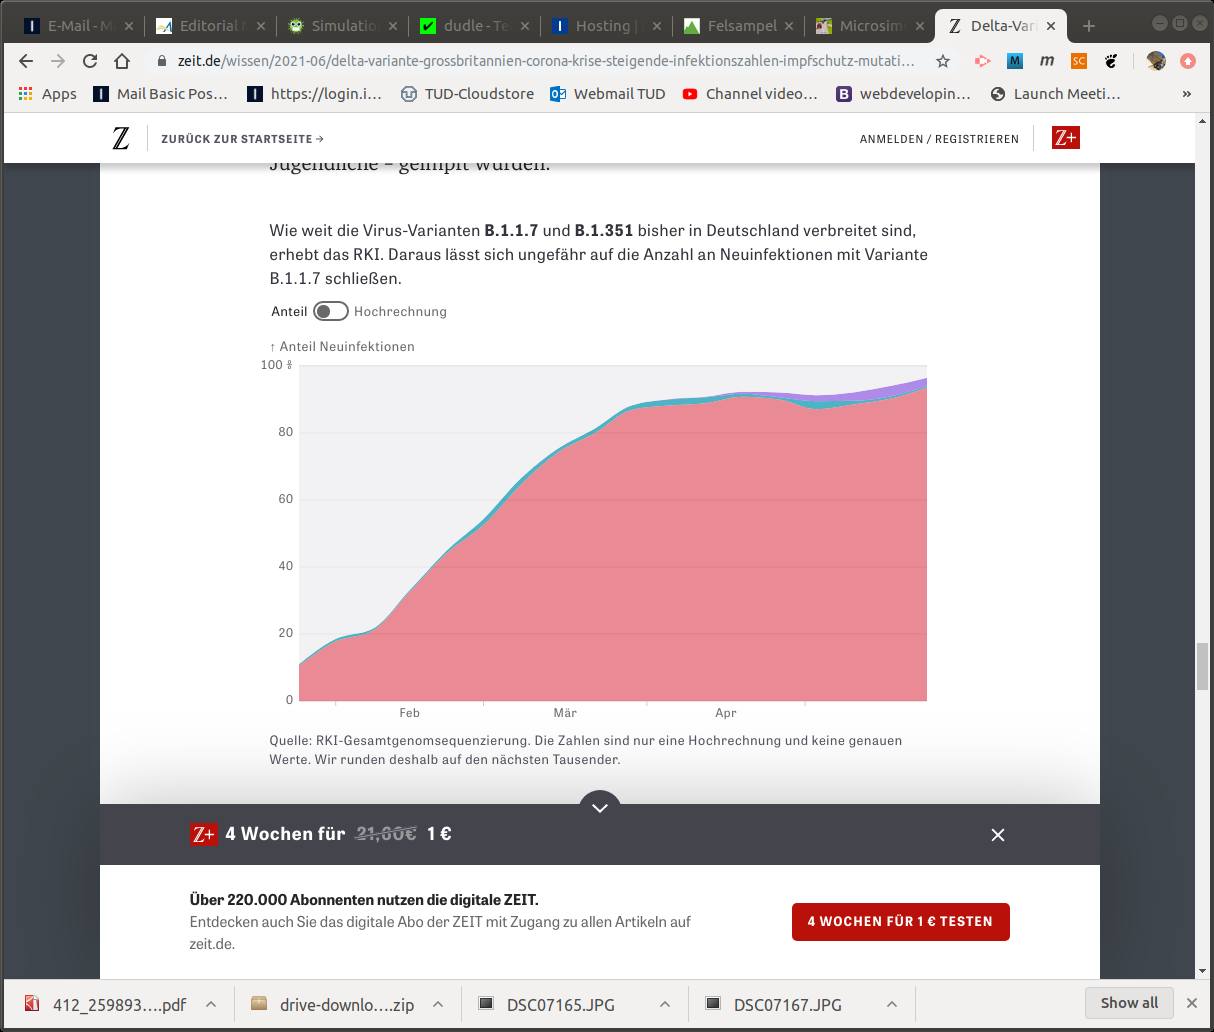 E-Mail - M
Editorial
Simulatio
dudle - Te
Hosting |
Felsampel
Microsim
Delta-Var
zeit.de/wissen/2021-06/delta-variante-grossbritannien-corona-krise-steigende-infektionszahlen-impfschutz-mutati...
M m SC
Apps
Mail Basic Pos...
https://login.i...
TUD-Cloudstore
Webmail TUD
Channel video...
webdevelopin...
Launch Meeti...
»
ZURÜCK ZUR STARTSEITE →
ANMELDEN / REGISTRIEREN
Z+
Jugendliche – geimpft wurden.
Wie weit die Virus-Varianten B.1.1.7 und B.1.351 bisher in Deutschland verbreitet sind,
erhebt das RKI. Daraus lässt sich ungefähr auf die Anzahl an Neuinfektionen mit Variante
B.1.1.7 schließen.
Anteil Hochrechnung
↑ Anteil Neuinfektionen
100 %
80
60
40
20
0
Feb Mär Apr
Quelle: RKI-Gesamtgenomsequenzierung. Die Zahlen sind nur eine Hochrechnung und keine genauen
Werte. Wir runden deshalb auf den nächsten Tausender.
Z+ 4 Wochen für 21,60€ 1 €
Über 220.000 Abonnenten nutzen die digitale ZEIT.
Entdecken auch Sie das digitale Abo der ZEIT mit Zugang zu allen Artikeln auf
zeit.de.
4 WOCHEN FÜR 1 € TESTEN
412_259893....pdf
drive-downlo....zip
DSC07165.JPG
DSC07167.JPG
Show all